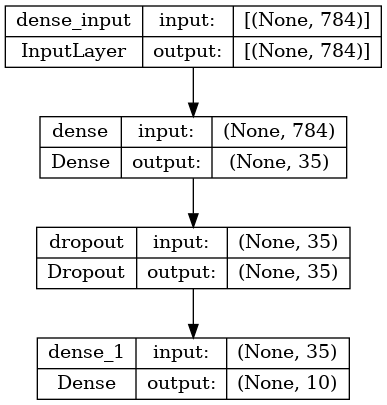 dense_input input: [(None, 784)]
InputLayer output: [(None, 784)]
dense input: (None, 784)
Dense output: (None, 35)
dropout input: (None, 35)
Dropout output: (None, 35)
dense_1 input: (None, 35)
Dense output: (None, 10)